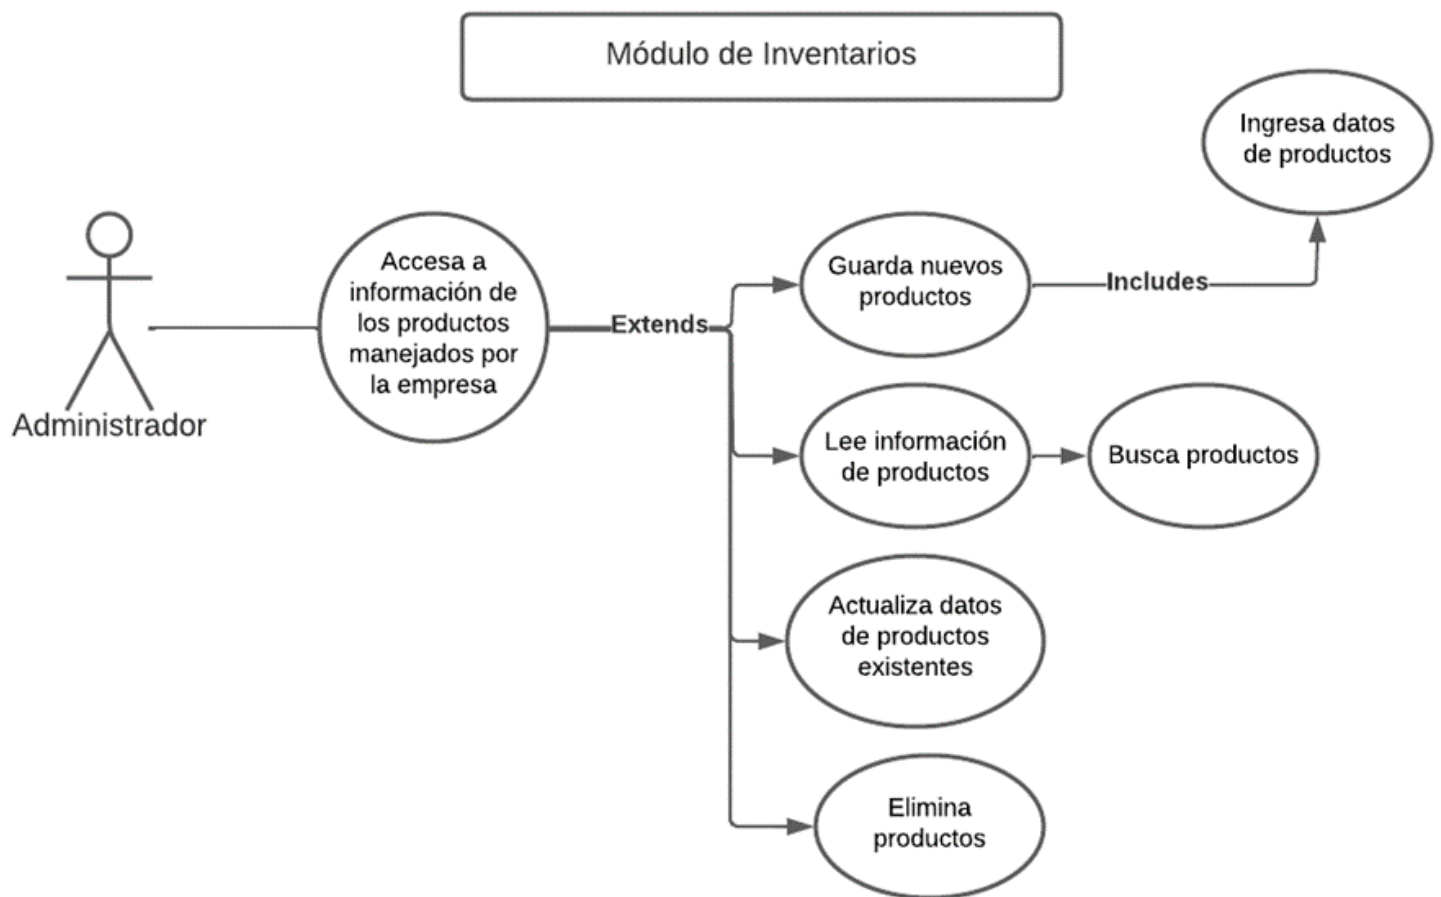 Módulo de Inventarios
Ingresa datos
de productos
Accesa a
información de
los productos
manejados por
la empresa
Guarda nuevos
productos
Includes
Extends
Administrador
Lee información
de productos
Busca productos
Actualiza datos
de productos
existentes
Elimina
productos